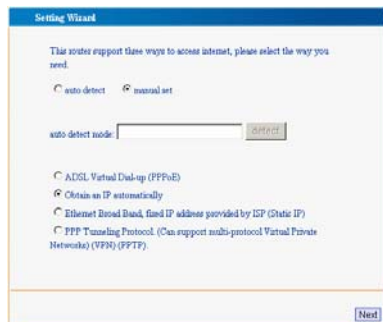 Setting Wizard
This router support three ways to access internet, please select the way you
need.
auto detect manual set
auto detect mode: detect
ADSL Virtual Dial-up (PPPoE)
Obtain an IP automatically
Ethernet Broad Band, fixed IP address provided by ISP (Static IP)
PPP Tunneling Protocol. (Can support multi-protocol Virtual Private
Networks) (VPN) (PPTP).
Next